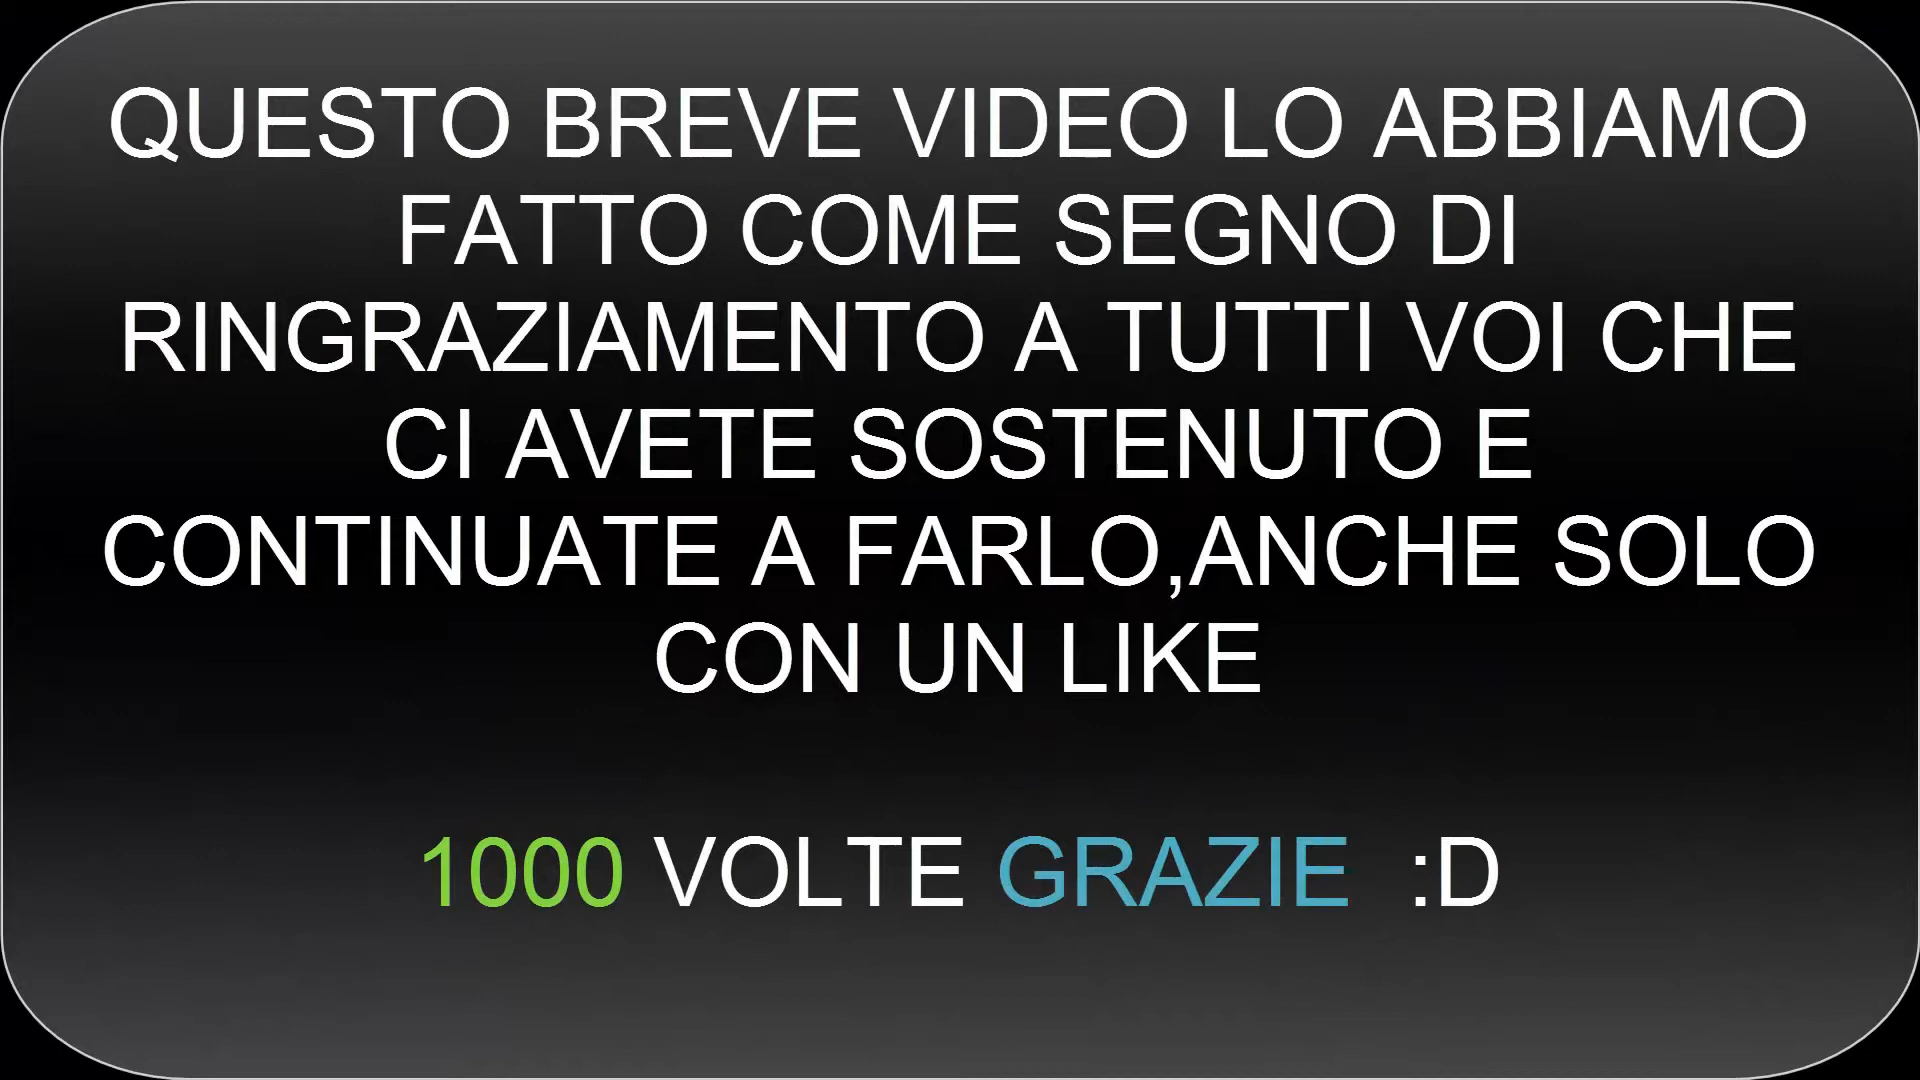 QUESTO BREVE VIDEO LO ABBIAMO
FATTO COME SEGNO DI
RINGRAZIAMENTO A TUTTI VOI CHE
CI AVETE SOSTENUTO E
CONTINUATE A FARLO,ANCHE SOLO
CON UN LIKE
1000 VOLTE GRAZIE :D